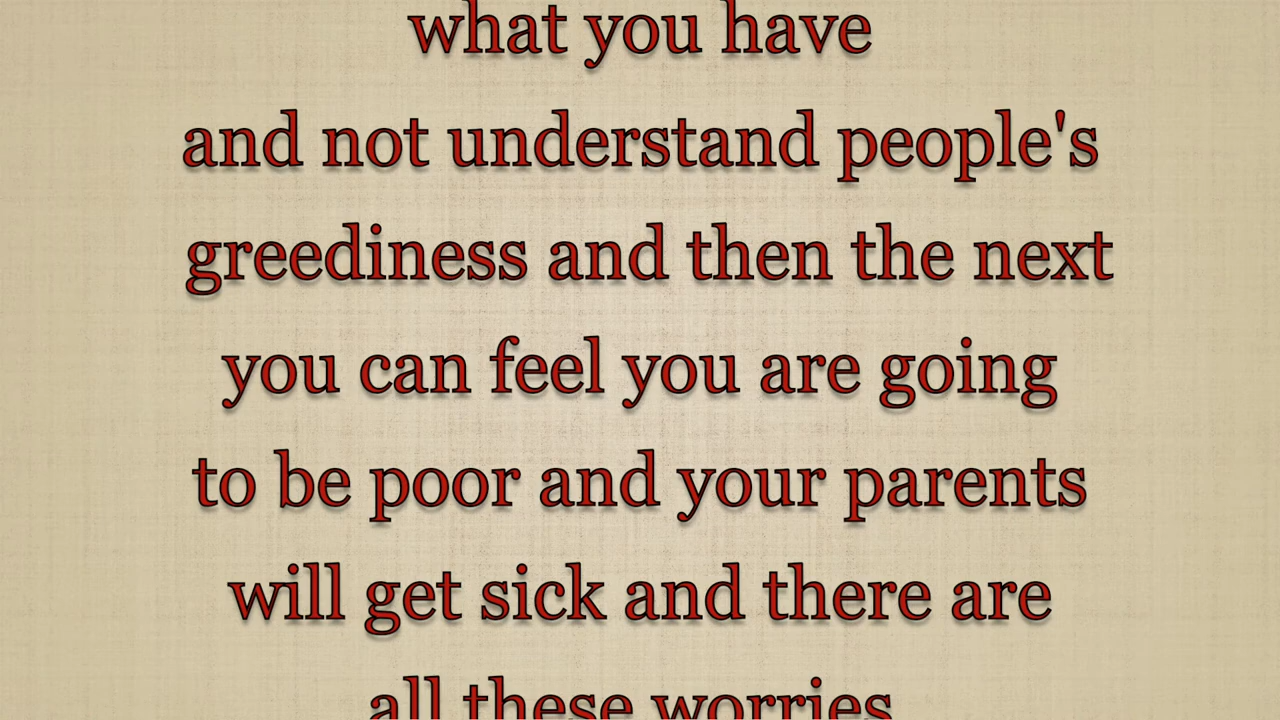 what you have
and not understand people's
greediness and then the next
you can feel you are going
to be poor and your parents
will get sick and there are
all these worries